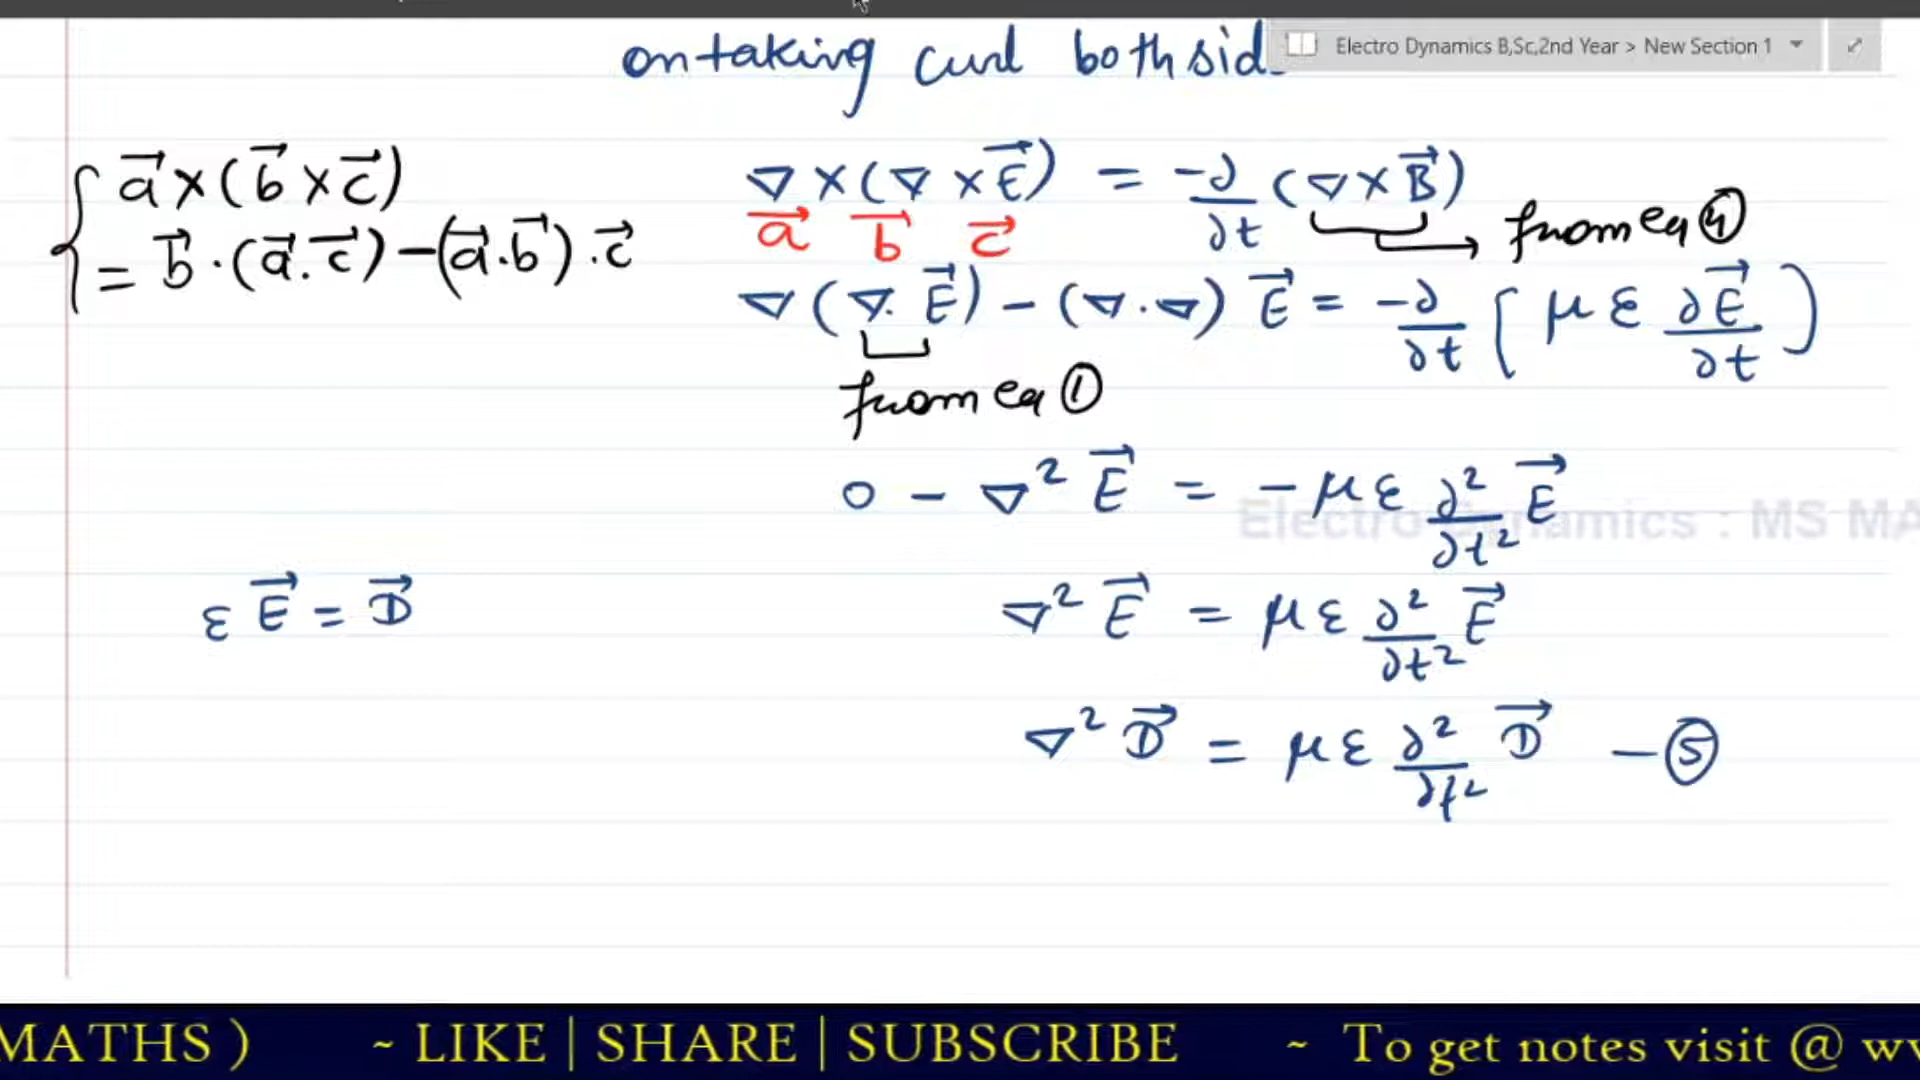 on taking curl both sid
Electro Dynamics B,Sc,2nd Year > New Section 1
a⃗ × (b⃗ × c⃗)
= b⃗ · (a⃗ . c⃗) – (a⃗ . b⃗) . c⃗
∇ × (∇ × E⃗) = -∂/∂t (∇ × B⃗)
a⃗ b⃗ c⃗
from eq ④
∇ (∇ . E⃗) – (∇ . ∇) E⃗ = -∂/∂t [ μ ε ∂E⃗/∂t )
from eq ①
0 – ∇² E⃗ = – μ ε ∂²/∂t² E⃗
Electro Dynamics : MS MA
ε E⃗ = D⃗
∇² E⃗ = μ ε ∂²/∂t² E⃗
∇² D⃗ = μ ε ∂²/∂t² D⃗ – ⑤
MATHS ) ~ LIKE | SHARE | SUBSCRIBE ~ To get notes visit @ wv